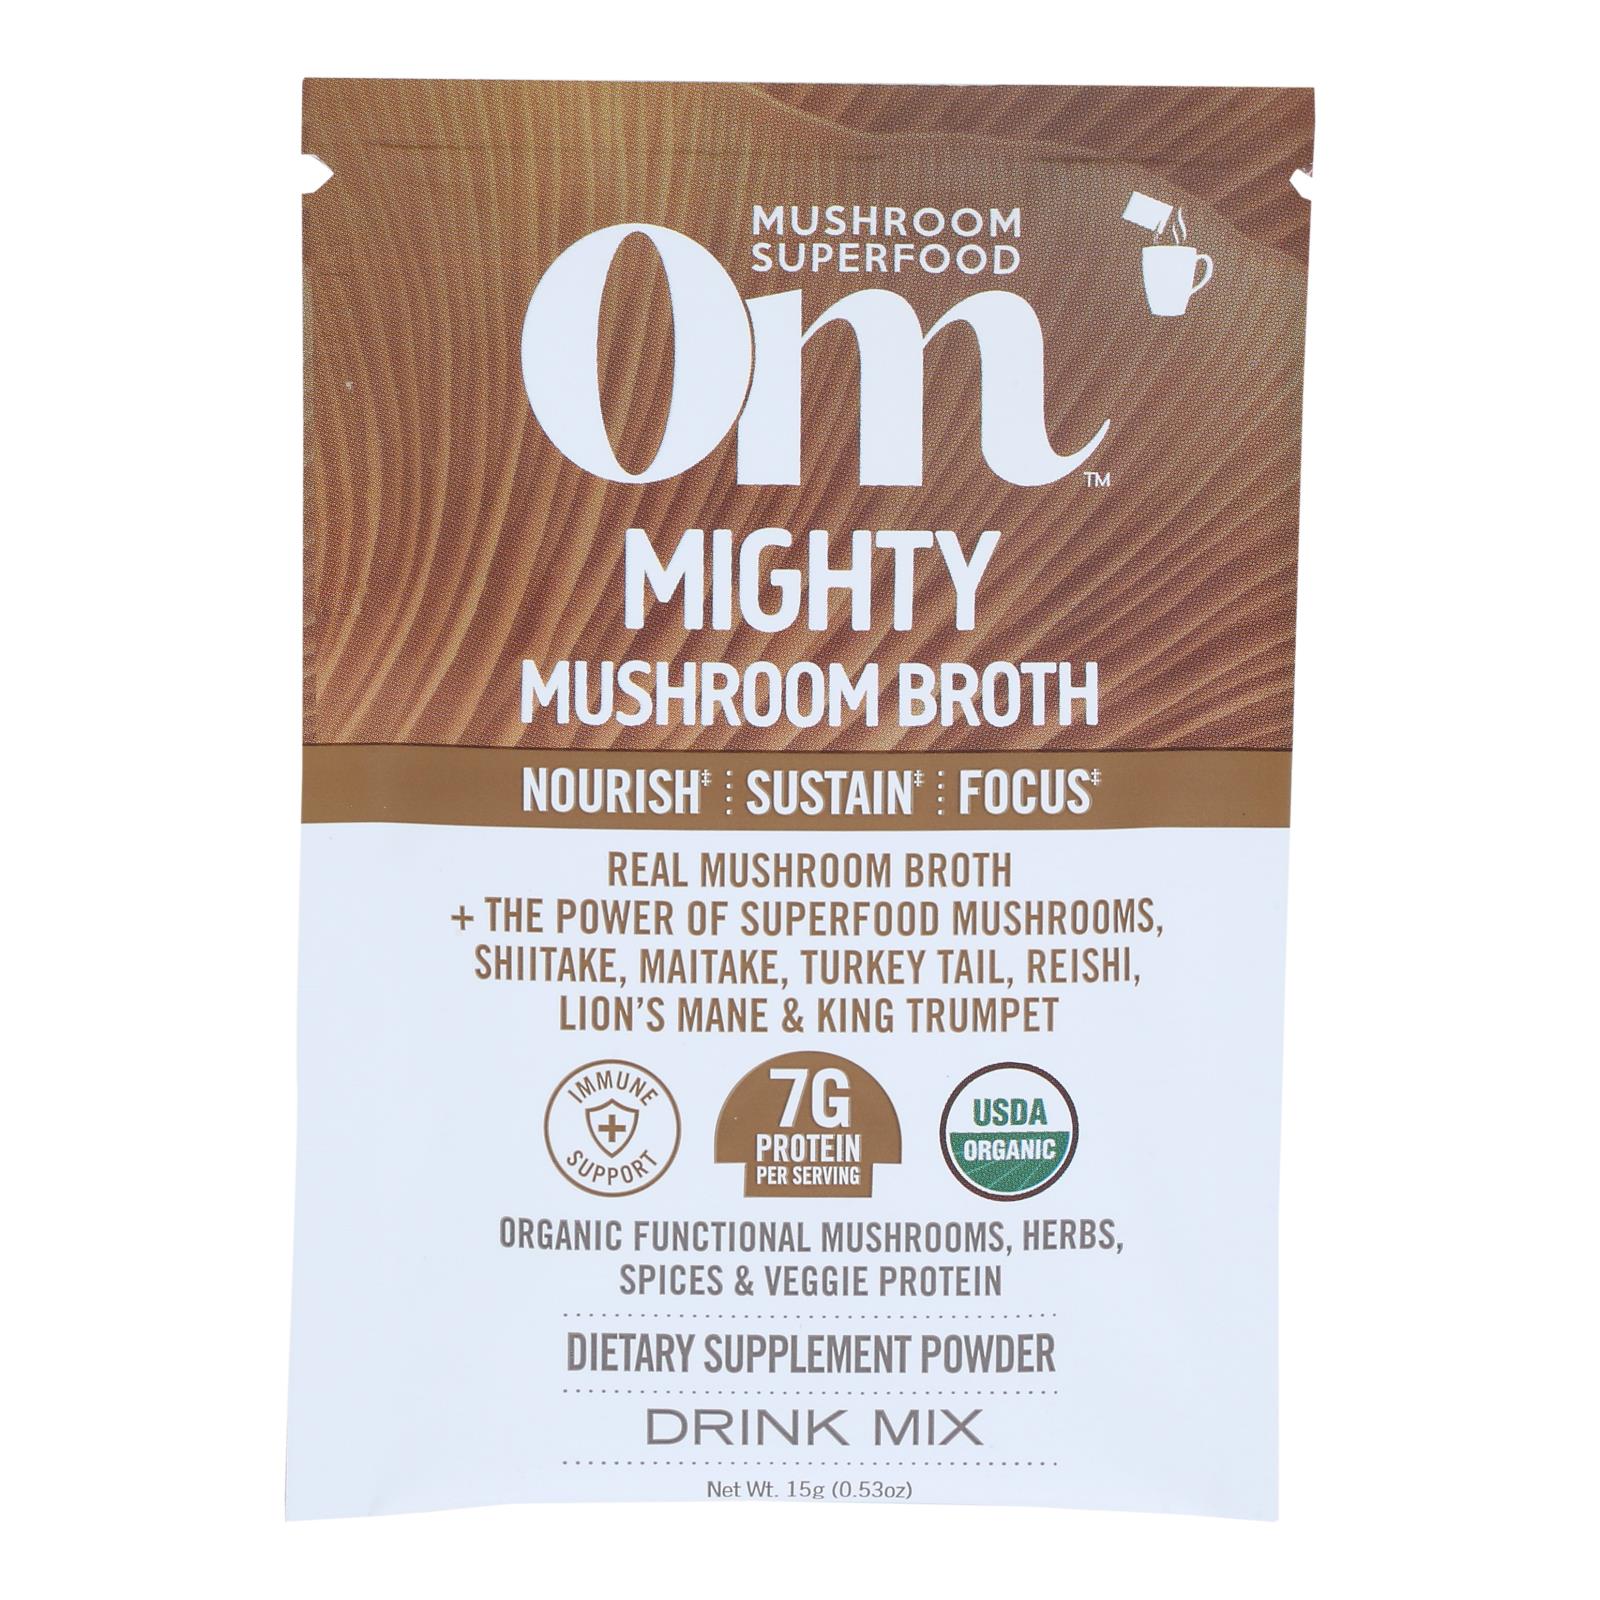 MUSHROOM
SUPERFOOD
Om™
MIGHTY
MUSHROOM BROTH
NOURISH‡ SUSTAIN‡ FOCUS‡
REAL MUSHROOM BROTH
+ THE POWER OF SUPERFOOD MUSHROOMS,
SHIITAKE, MAITAKE, TURKEY TAIL, REISHI,
LION'S MANE & KING TRUMPET
IMMUNE
SUPPORT
7G
PROTEIN
PER SERVING
USDA
ORGANIC
ORGANIC FUNCTIONAL MUSHROOMS, HERBS,
SPICES & VEGGIE PROTEIN
DIETARY SUPPLEMENT POWDER
DRINK MIX
Net Wt. 15g (0.53oz)